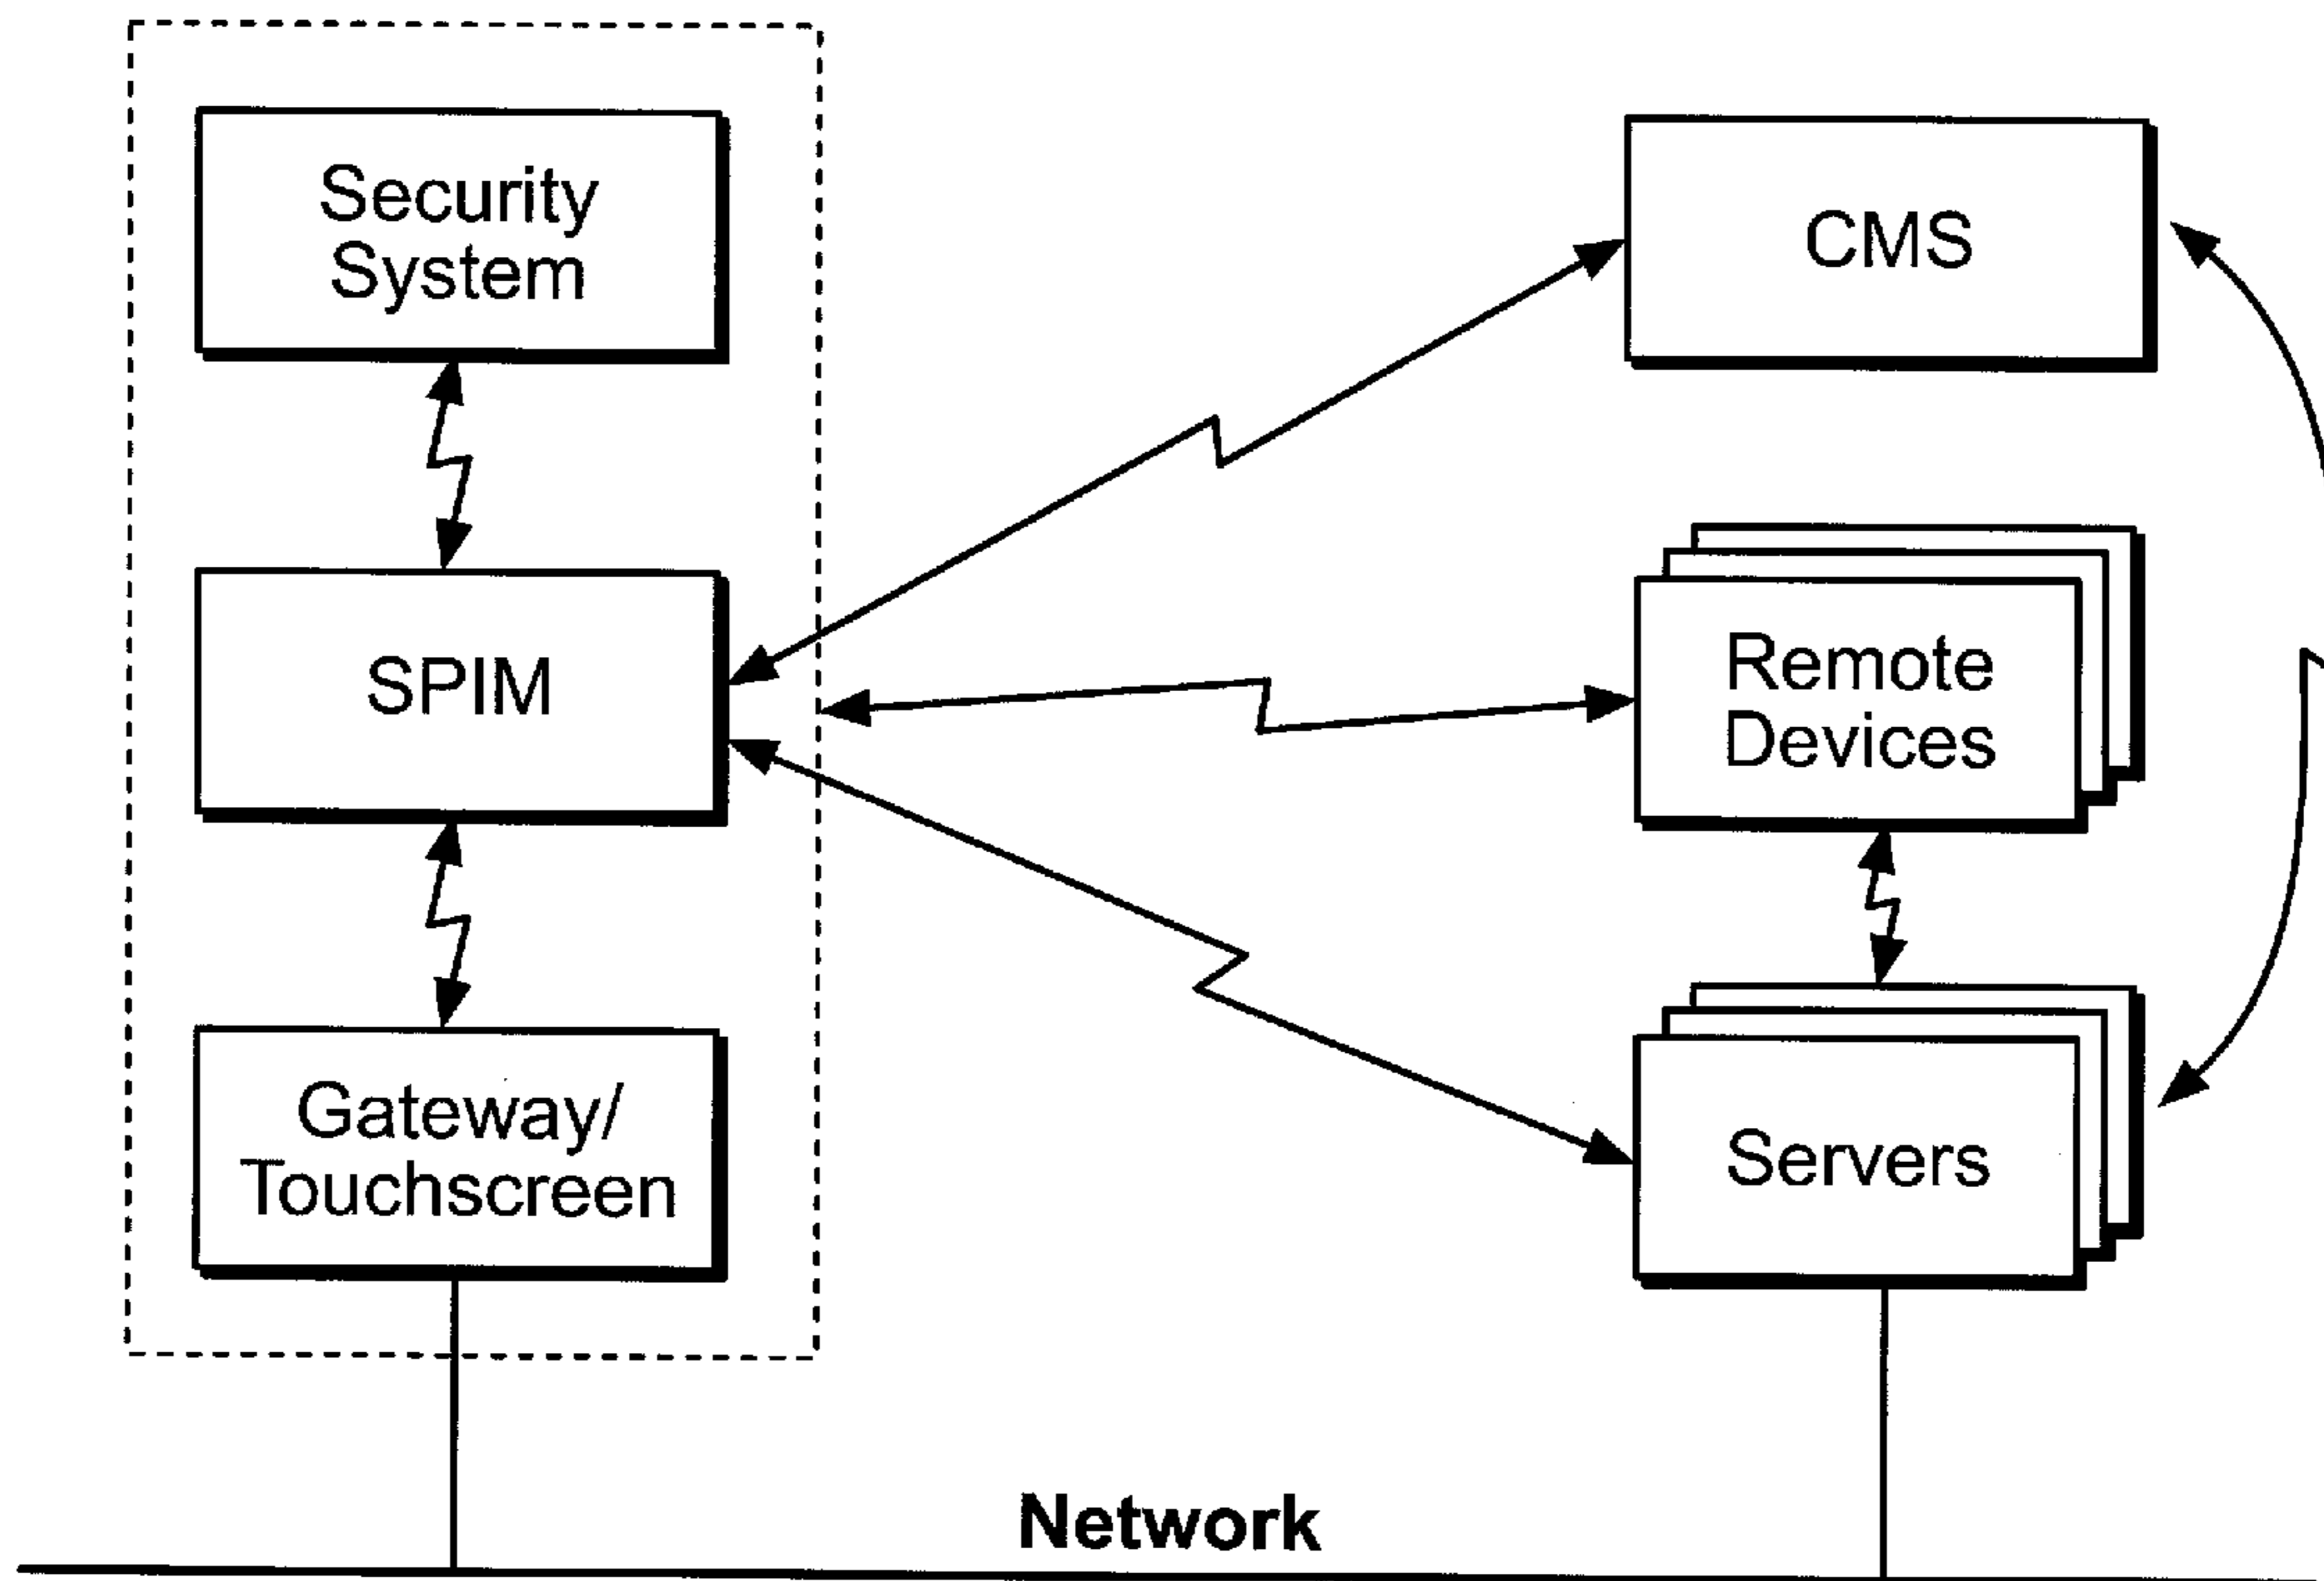 Security
System
CMS
SPIM
Remote
Devices
Gateway/
Touchscreen
Servers
Network